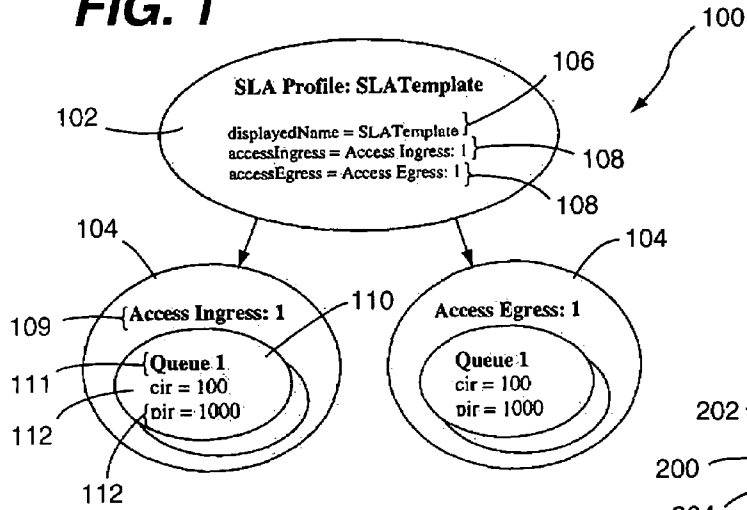 FIG. 1
100
SLA Profile: SLATemplate
106
102
displayedName = SLATemplate}
accessIngress = Access Ingress: 1}
108
accessEgress = Access Egress: 1}
108
104
104
109
{Access Ingress: 1
110
Access Egress: 1
111
{Queue 1
cir = 100
{pir = 1000
112
112
Queue 1
cir = 100
pir = 1000
202
200